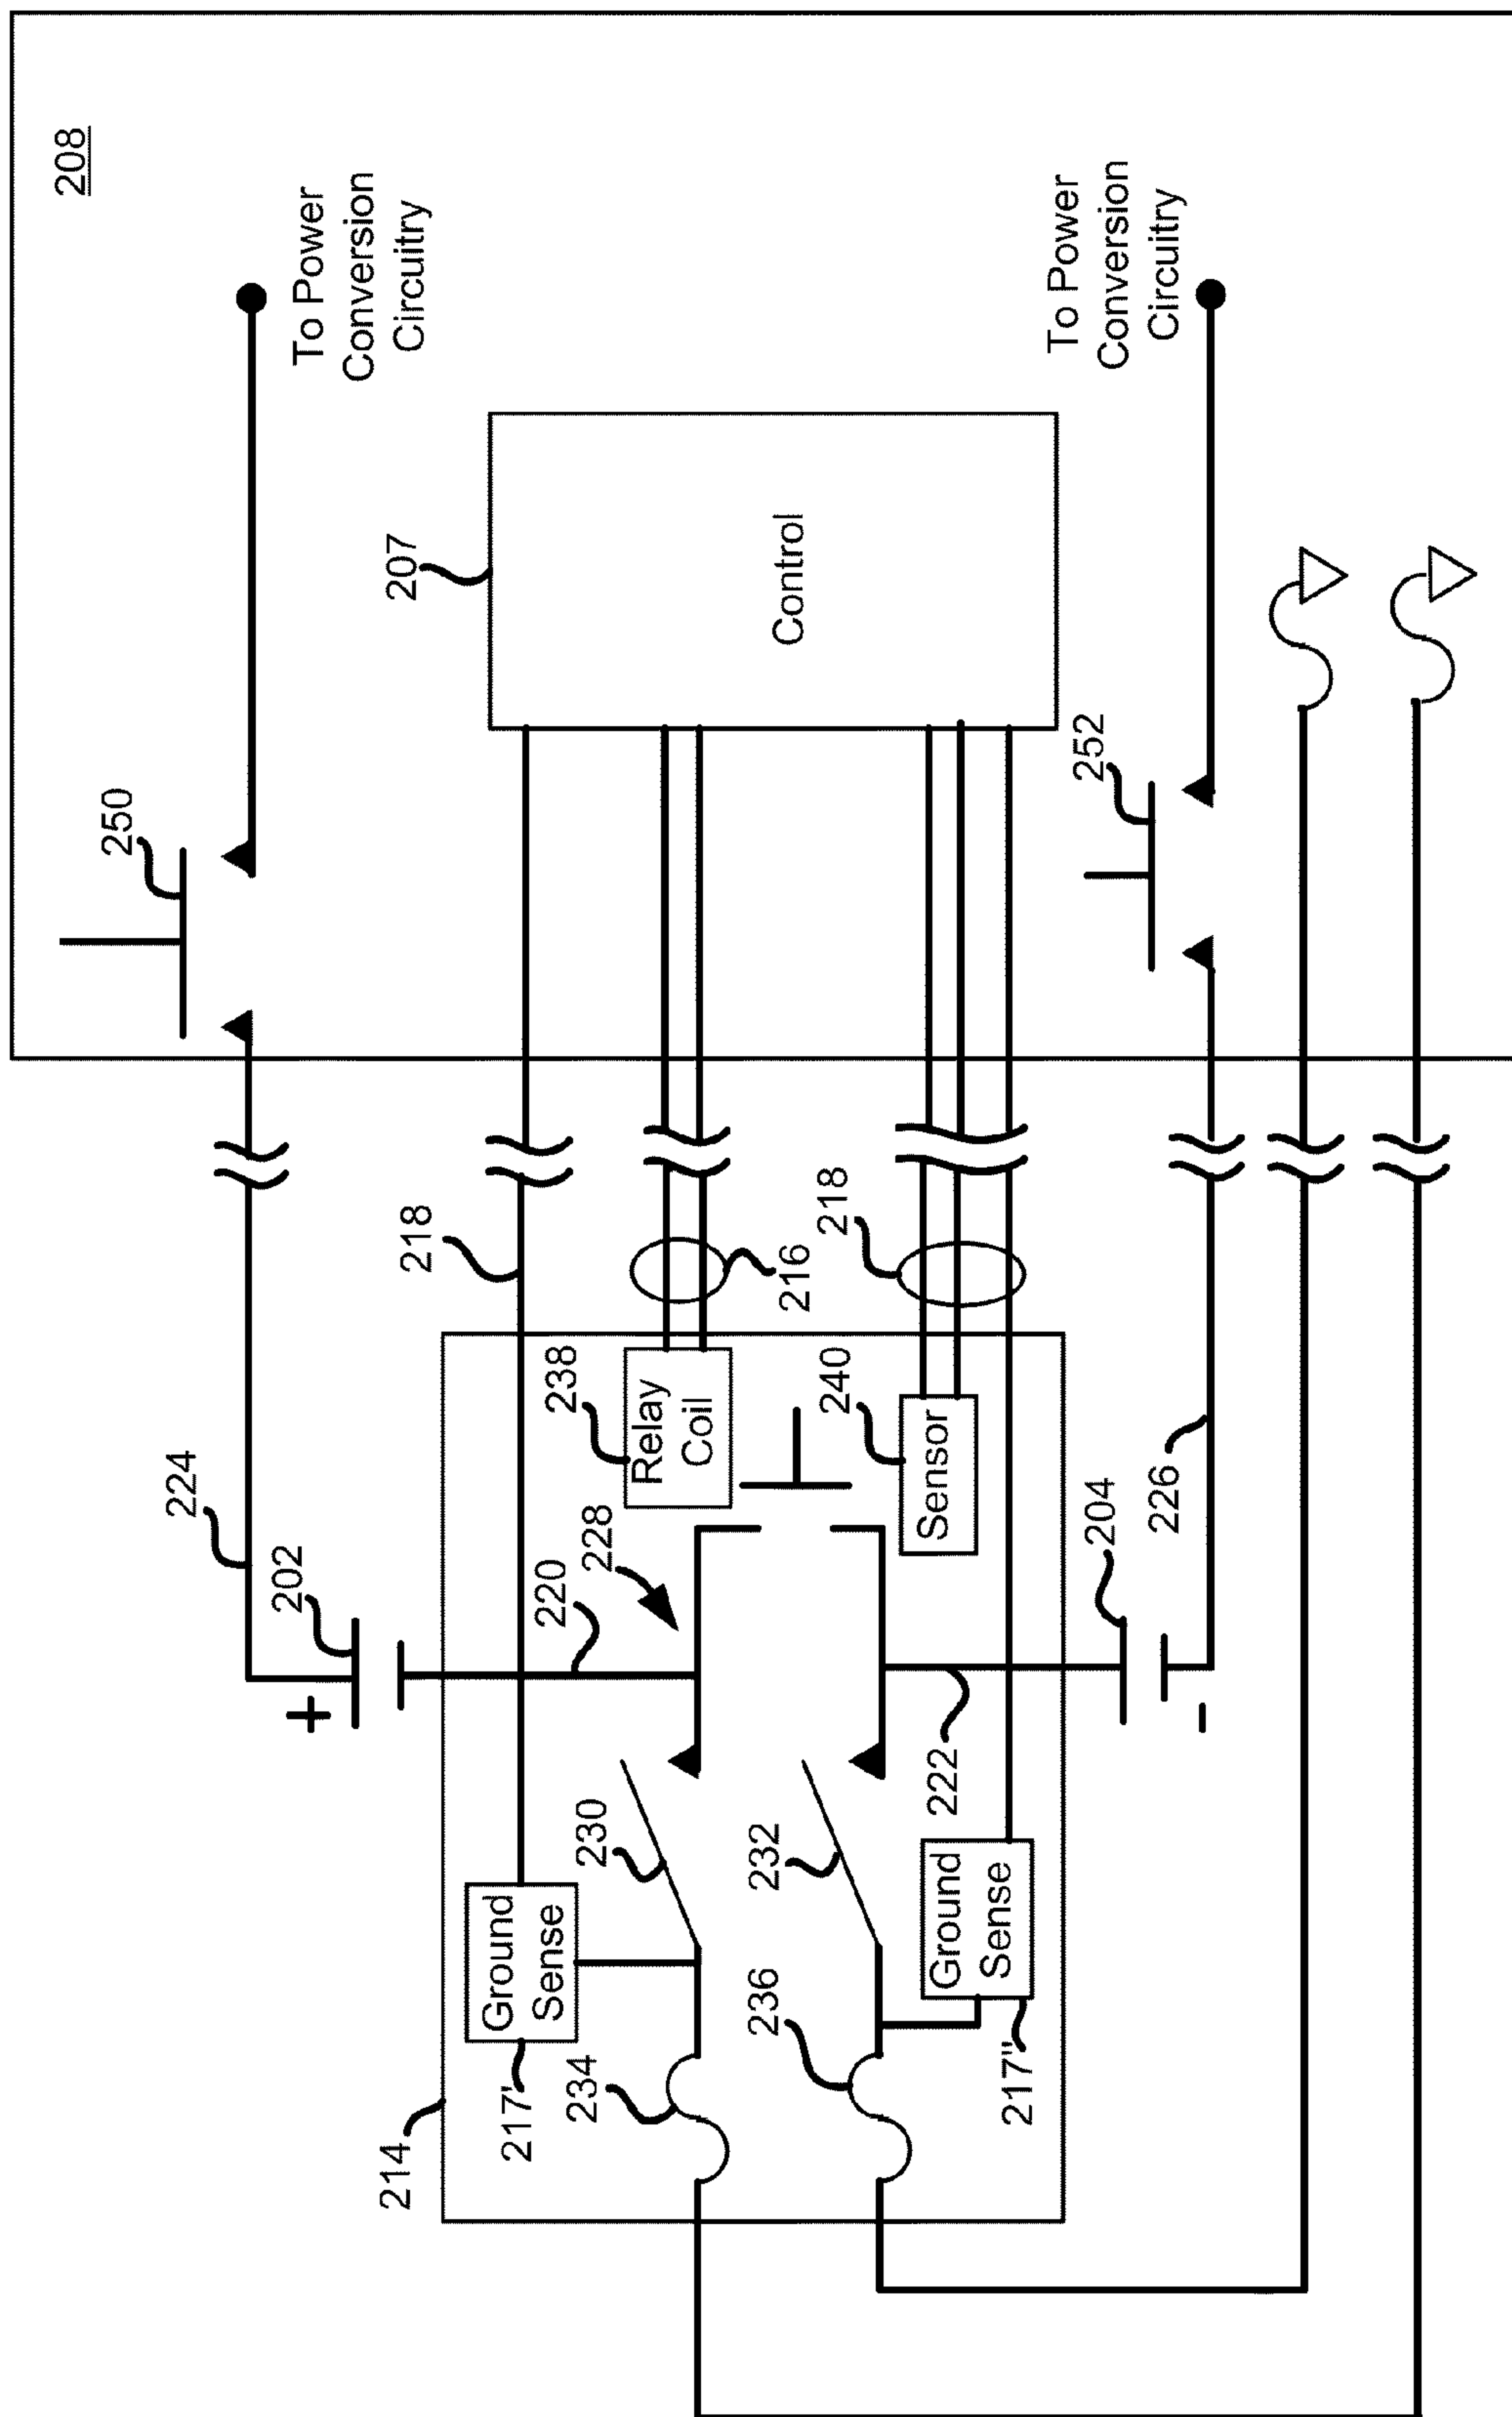 208
To Power
Conversion
Circuitry
To Power
Conversion
Circuitry
250
207
Control
252
224
218
216
218
202
+
238
Relay
Coil
228
220
240
Sensor
204
226
-
230
232
222
Ground
Sense
Ground
Sense
217'
234
236
217"
214